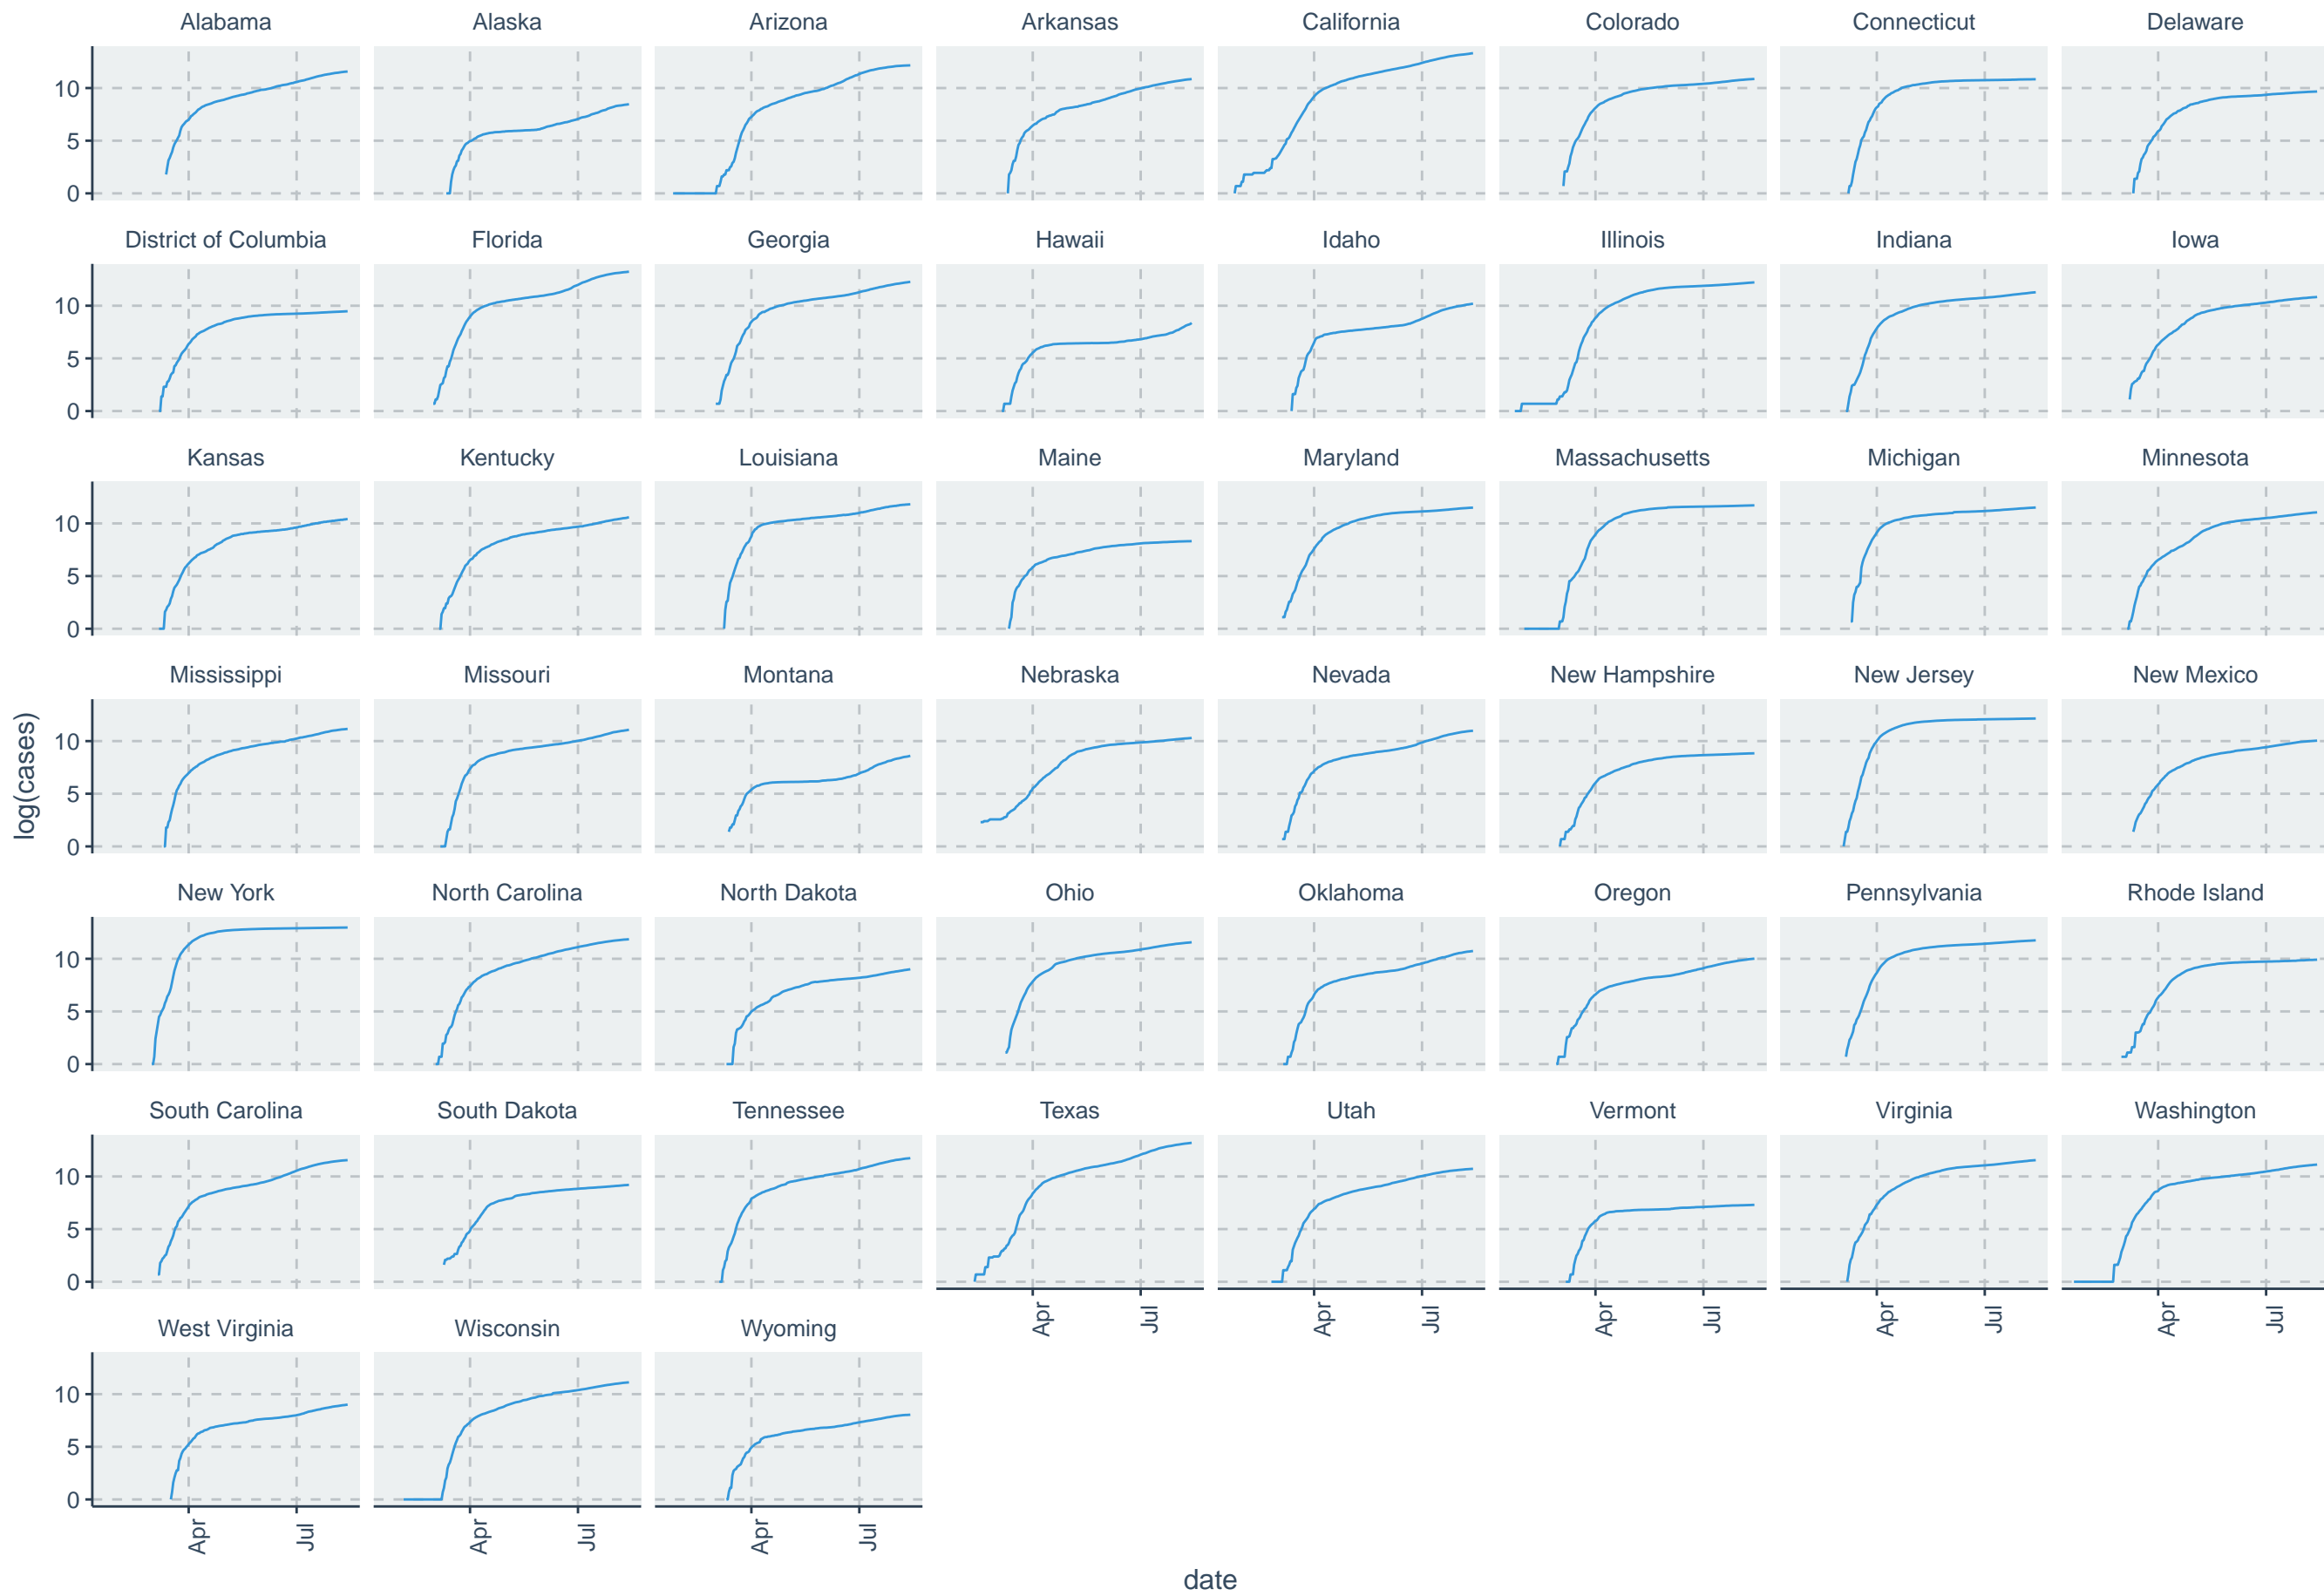 Alabama Alaska Arizona Arkansas California Colorado Connecticut Delaware
10
5
0
District of Columbia Florida Georgia Hawaii Idaho Illinois Indiana Iowa
10
5
0
Kansas Kentucky Louisiana Maine Maryland Massachusetts Michigan Minnesota
10
5
0
Mississippi Missouri Montana Nebraska Nevada New Hampshire New Jersey New Mexico
10
5
0
log(cases)
New York North Carolina North Dakota Ohio Oklahoma Oregon Pennsylvania Rhode Island
10
5
0
South Carolina South Dakota Tennessee Texas Utah Vermont Virginia Washington
10
5
0
Apr Jul Apr Jul Apr Jul Apr Jul Apr Jul
West Virginia Wisconsin Wyoming
10
5
0
Apr Jul Apr Jul Apr Jul
date